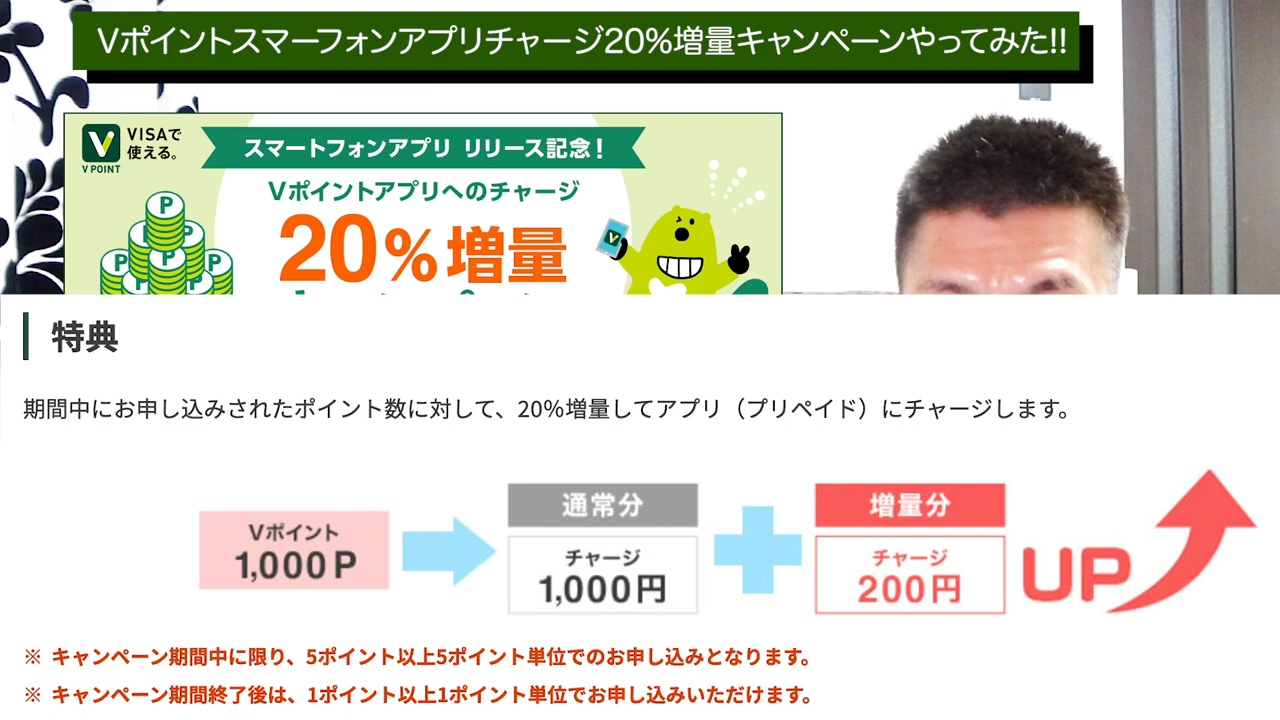 Vポイントスマーフォンアプリチャージ20%増量キャンペーンやってみた!!
VISAで
使える。
V POINT
スマートフォンアプリ リリース記念！
Vポイントアプリへのチャージ
20%増量
P
P
P
P
V
特典
期間中にお申し込みされたポイント数に対して、20％増量してアプリ（プリペイド）にチャージします。
Vポイント
1,000P
通常分
チャージ
1,000円
増量分
チャージ
200円
UP
※ キャンペーン期間中に限り、5ポイント以上5ポイント単位でのお申し込みとなります。
※ キャンペーン期間終了後は、1ポイント以上1ポイント単位でお申し込みいただけます。